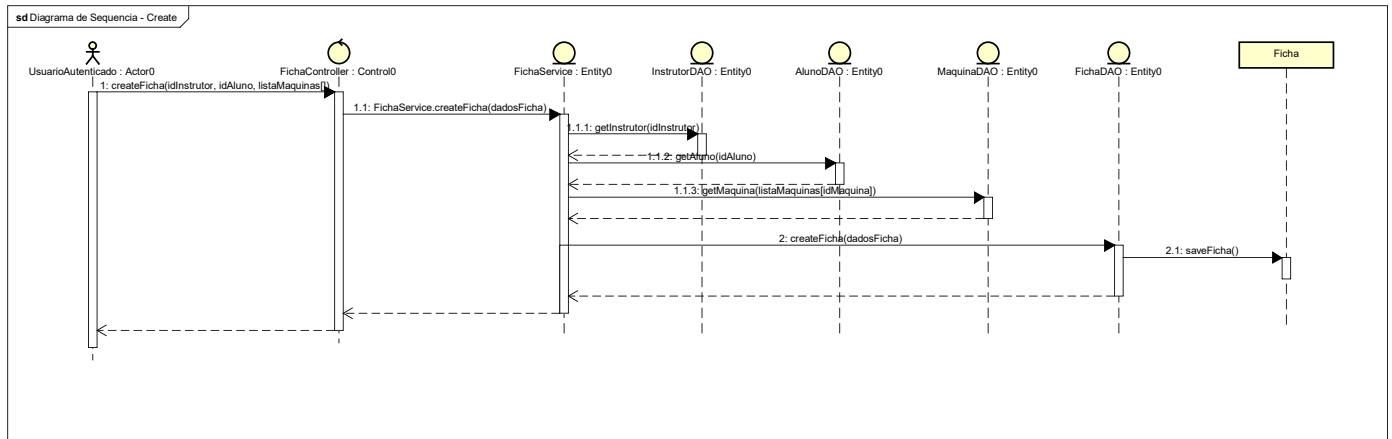 sd Diagrama de Sequencia - Create
UsuarioAutenticado : Actor0
FichaController : Control0
FichaService : Entity0
InstrutorDAO : Entity0
AlunoDAO : Entity0
MaquinaDAO : Entity0
FichaDAO : Entity0
Ficha
1: createFicha(idInstrutor, idAluno, listaMaquinas[])
1.1: FichaService.createFicha(dadosFicha)
1.1.1: getInstrutor(idInstrutor)
1.1.2: getAluno(idAluno)
1.1.3: getMaquina(listaMaquinas[idMaquina])
2: createFicha(dadosFicha)
2.1: saveFicha()